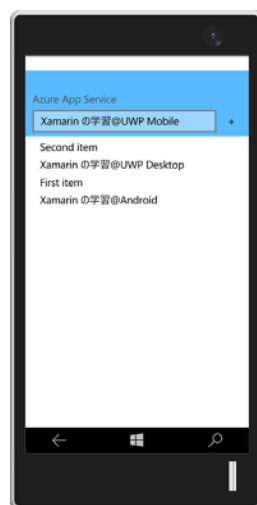 Azure App Service
Xamarin の学習@UWP Mobile
+
Second item
Xamarin の学習@UWP Desktop
First item
Xamarin の学習@Android